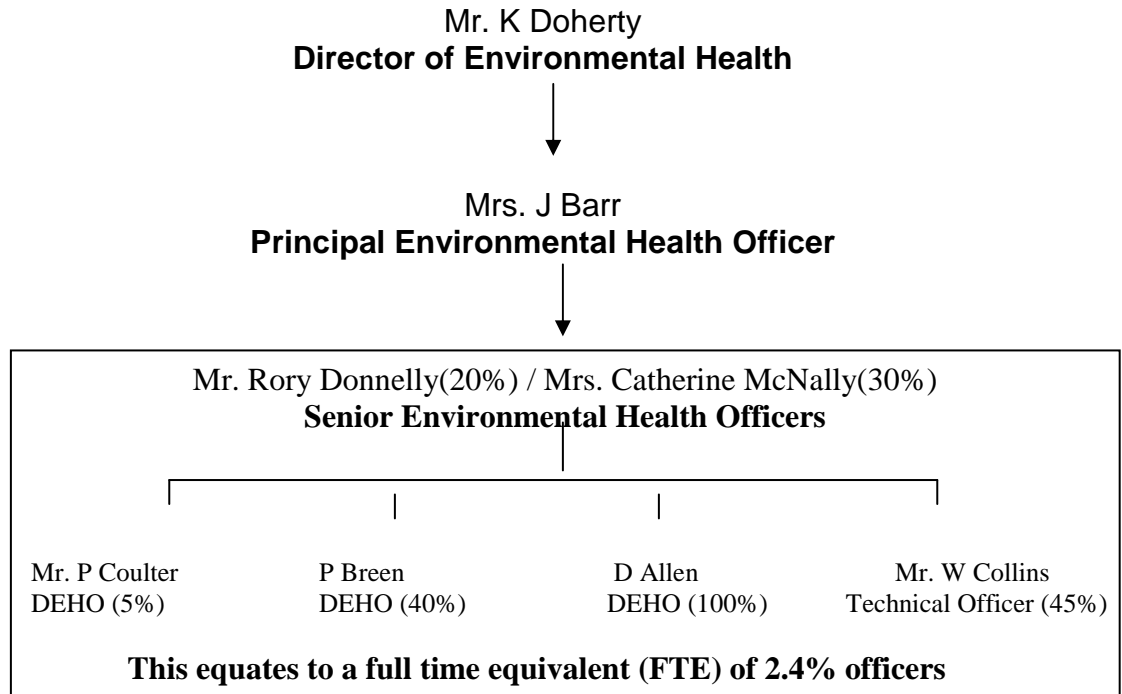 Mr. K Doherty
Director of Environmental Health
Mrs. J Barr
Principal Environmental Health Officer
Mr. Rory Donnelly(20%) / Mrs. Catherine McNally(30%)
Senior Environmental Health Officers
Mr. P Coulter
DEHO (5%)
P Breen
DEHO (40%)
D Allen
DEHO (100%)
Mr. W Collins
Technical Officer (45%)
This equates to a full time equivalent (FTE) of 2.4% officers